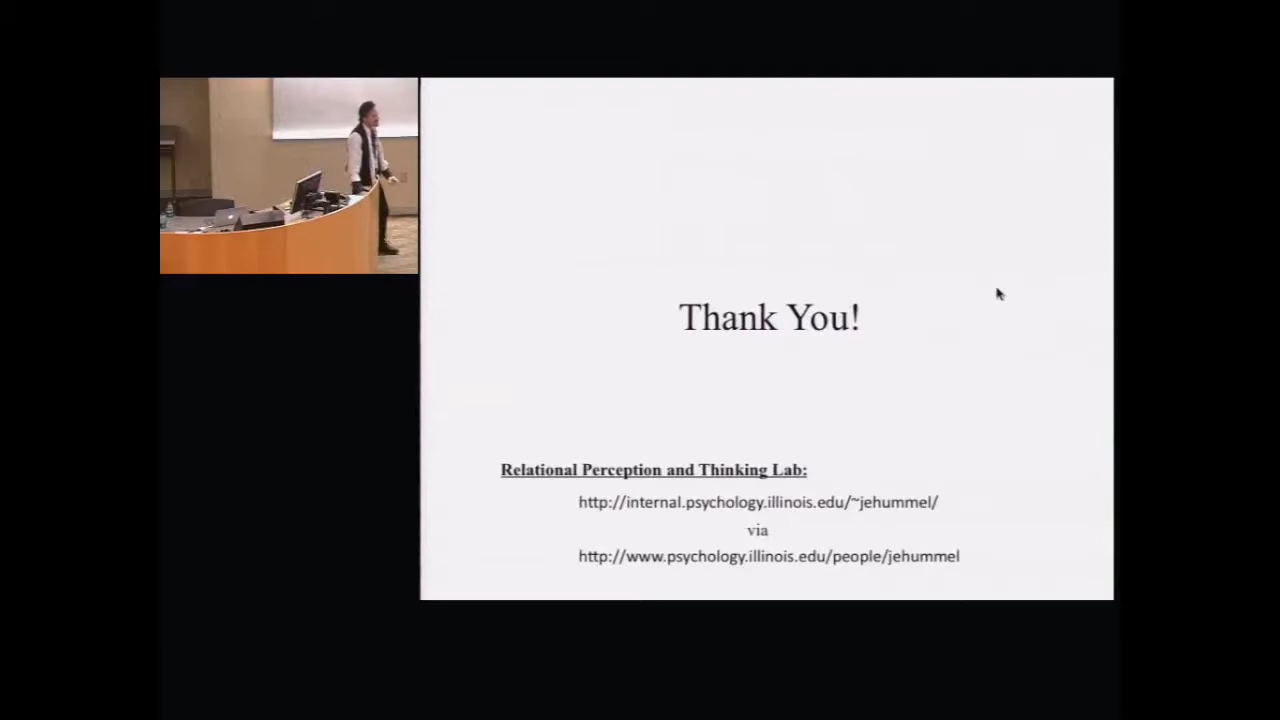 Thank You!
Relational Perception and Thinking Lab:
http://internal.psychology.illinois.edu/~jehummel/
via
http://www.psychology.illinois.edu/people/jehummel